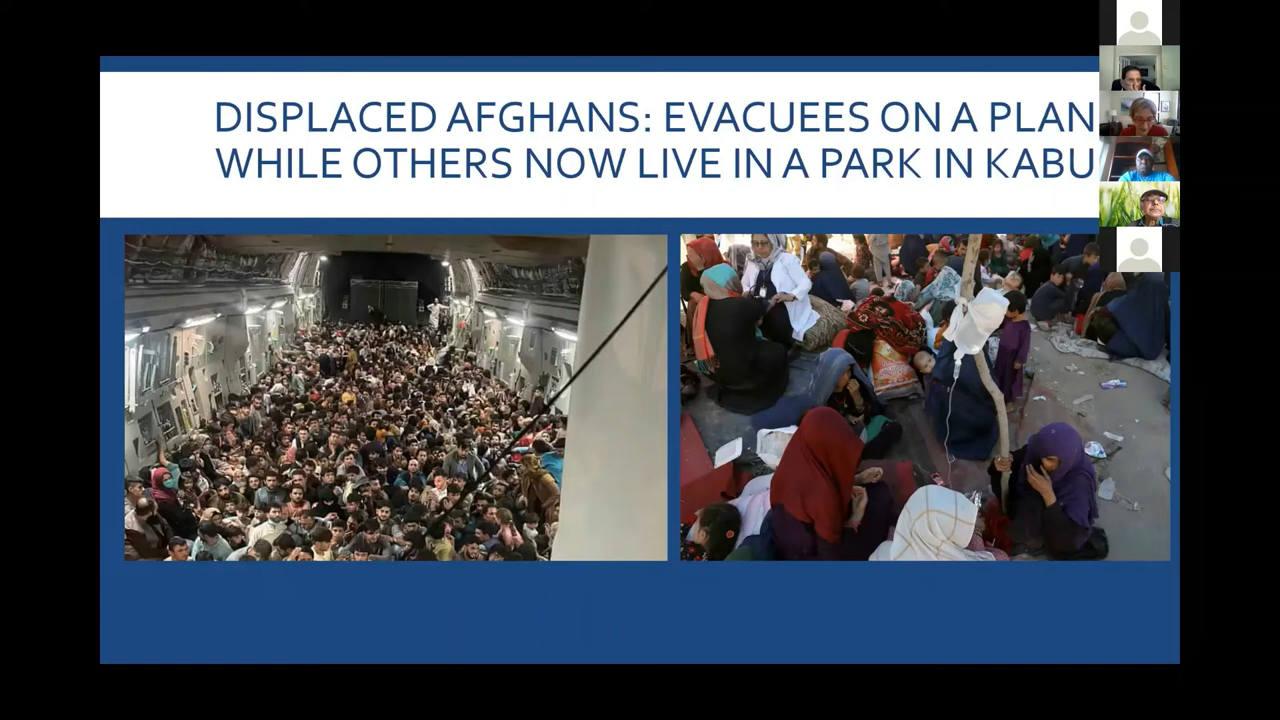 DISPLACED AFGHANS: EVACUEES ON A PLAN
WHILE OTHERS NOW LIVE IN A PARK IN KABU